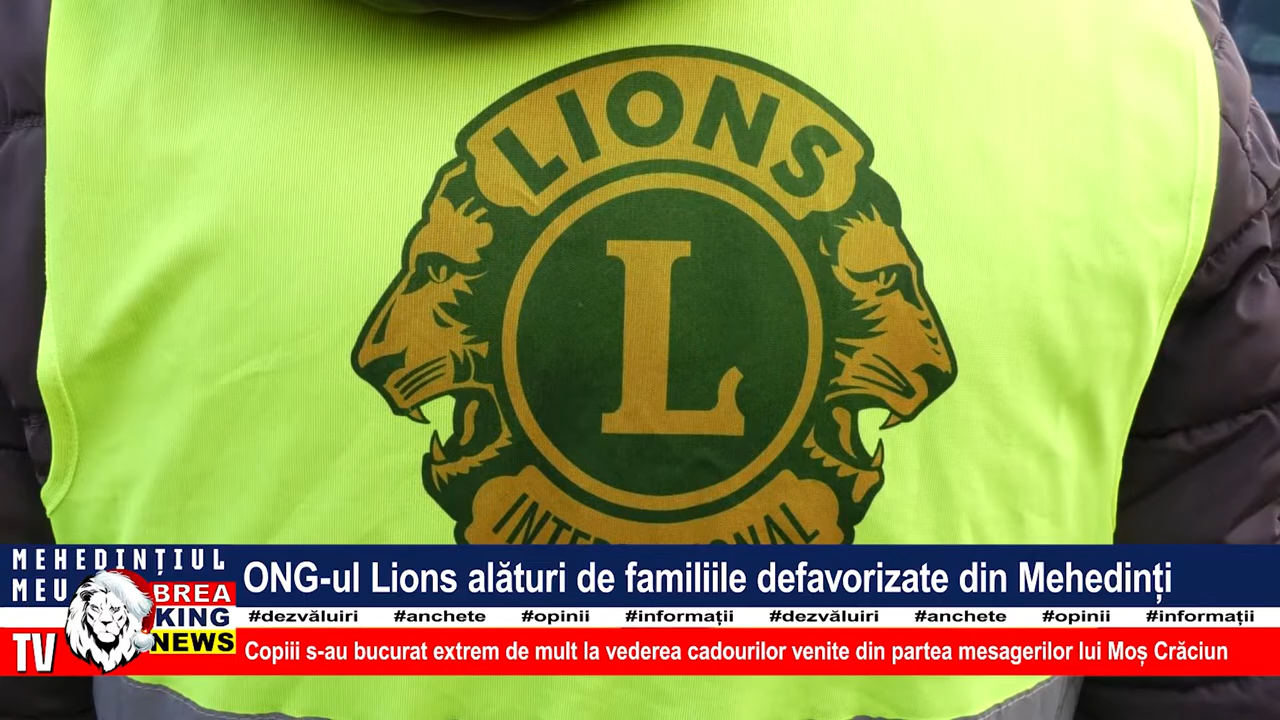 LIONS
L
INTERNATIONAL
MEHEDINȚIUL
MEU
TV
BREA
KING
NEWS
ONG-ul Lions alături de familiile defavorizate din Mehedinți
#dezvăluiri #anchete #opinii #informații #dezvăluiri #anchete #opinii #informații
Copiii s-au bucurat extrem de mult la vederea cadourilor venite din partea mesagerilor lui Moș Crăciun